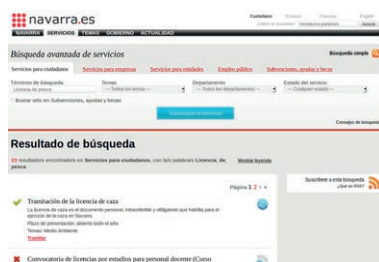 navarra.es
Castellano Euskara Français English
NAVARRA SERVICIOS TEMAS GOBIERNO ACTUALIDAD
Búsqueda avanzada de servicios
Búsqueda simple
Servicios para ciudadanos Servicios para empresas Servicios para entidades Empleo público Subvenciones, ayudas y becas
Términos de búsqueda Temas Departamento Estado del servicio
Licencia de pesca --- Todos los temas --- --- Todos los departamentos --- --- Cualquier estado ---
Buscar sólo en Subvenciones, ayudas y becas
Consejos de búsqueda
Resultado de búsqueda
23 resultado/s encontrado/s en Servicios para ciudadanos, con la/s palabra/s Licencia, de, pesca
Mostrar leyenda
Página 1 2 › »
Suscríbete a esta búsqueda
¿Qué es RSS?
Tramitación de la licencia de caza
La licencia de caza es el documento personal, intransferible y obligatorio que habilita para el
ejercicio de la caza en Navarra.
Plazo de presentación: abierto todo el año
Temas: Medio Ambiente
Tramitar
Convocatoria de licencias por estudios para personal docente (Curso